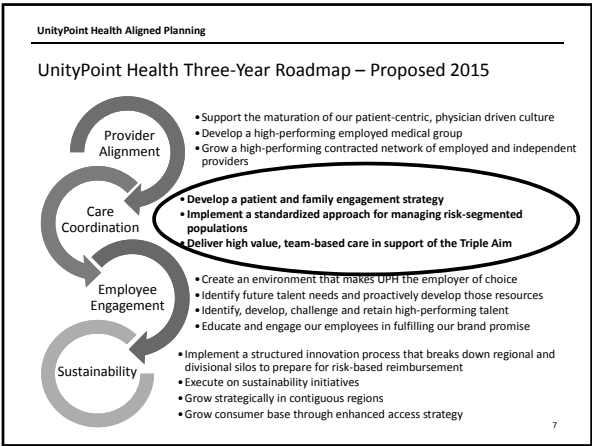 UnityPoint Health Aligned Planning
UnityPoint Health Three-Year Roadmap – Proposed 2015
Provider
Alignment
•Support the maturation of our patient-centric, physician driven culture
•Develop a high-performing employed medical group
•Grow a high-performing contracted network of employed and independent
providers
Care
Coordination
•Develop a patient and family engagement strategy
•Implement a standardized approach for managing risk-segmented
populations
•Deliver high value, team-based care in support of the Triple Aim
Employee
Engagement
•Create an environment that makes UPH the employer of choice
•Identify future talent needs and proactively develop those resources
•Identify, develop, challenge and retain high-performing talent
•Educate and engage our employees in fulfilling our brand promise
Sustainability
•Implement a structured innovation process that breaks down regional and
divisional silos to prepare for risk-based reimbursement
•Execute on sustainability initiatives
•Grow strategically in contiguous regions
•Grow consumer base through enhanced access strategy
7